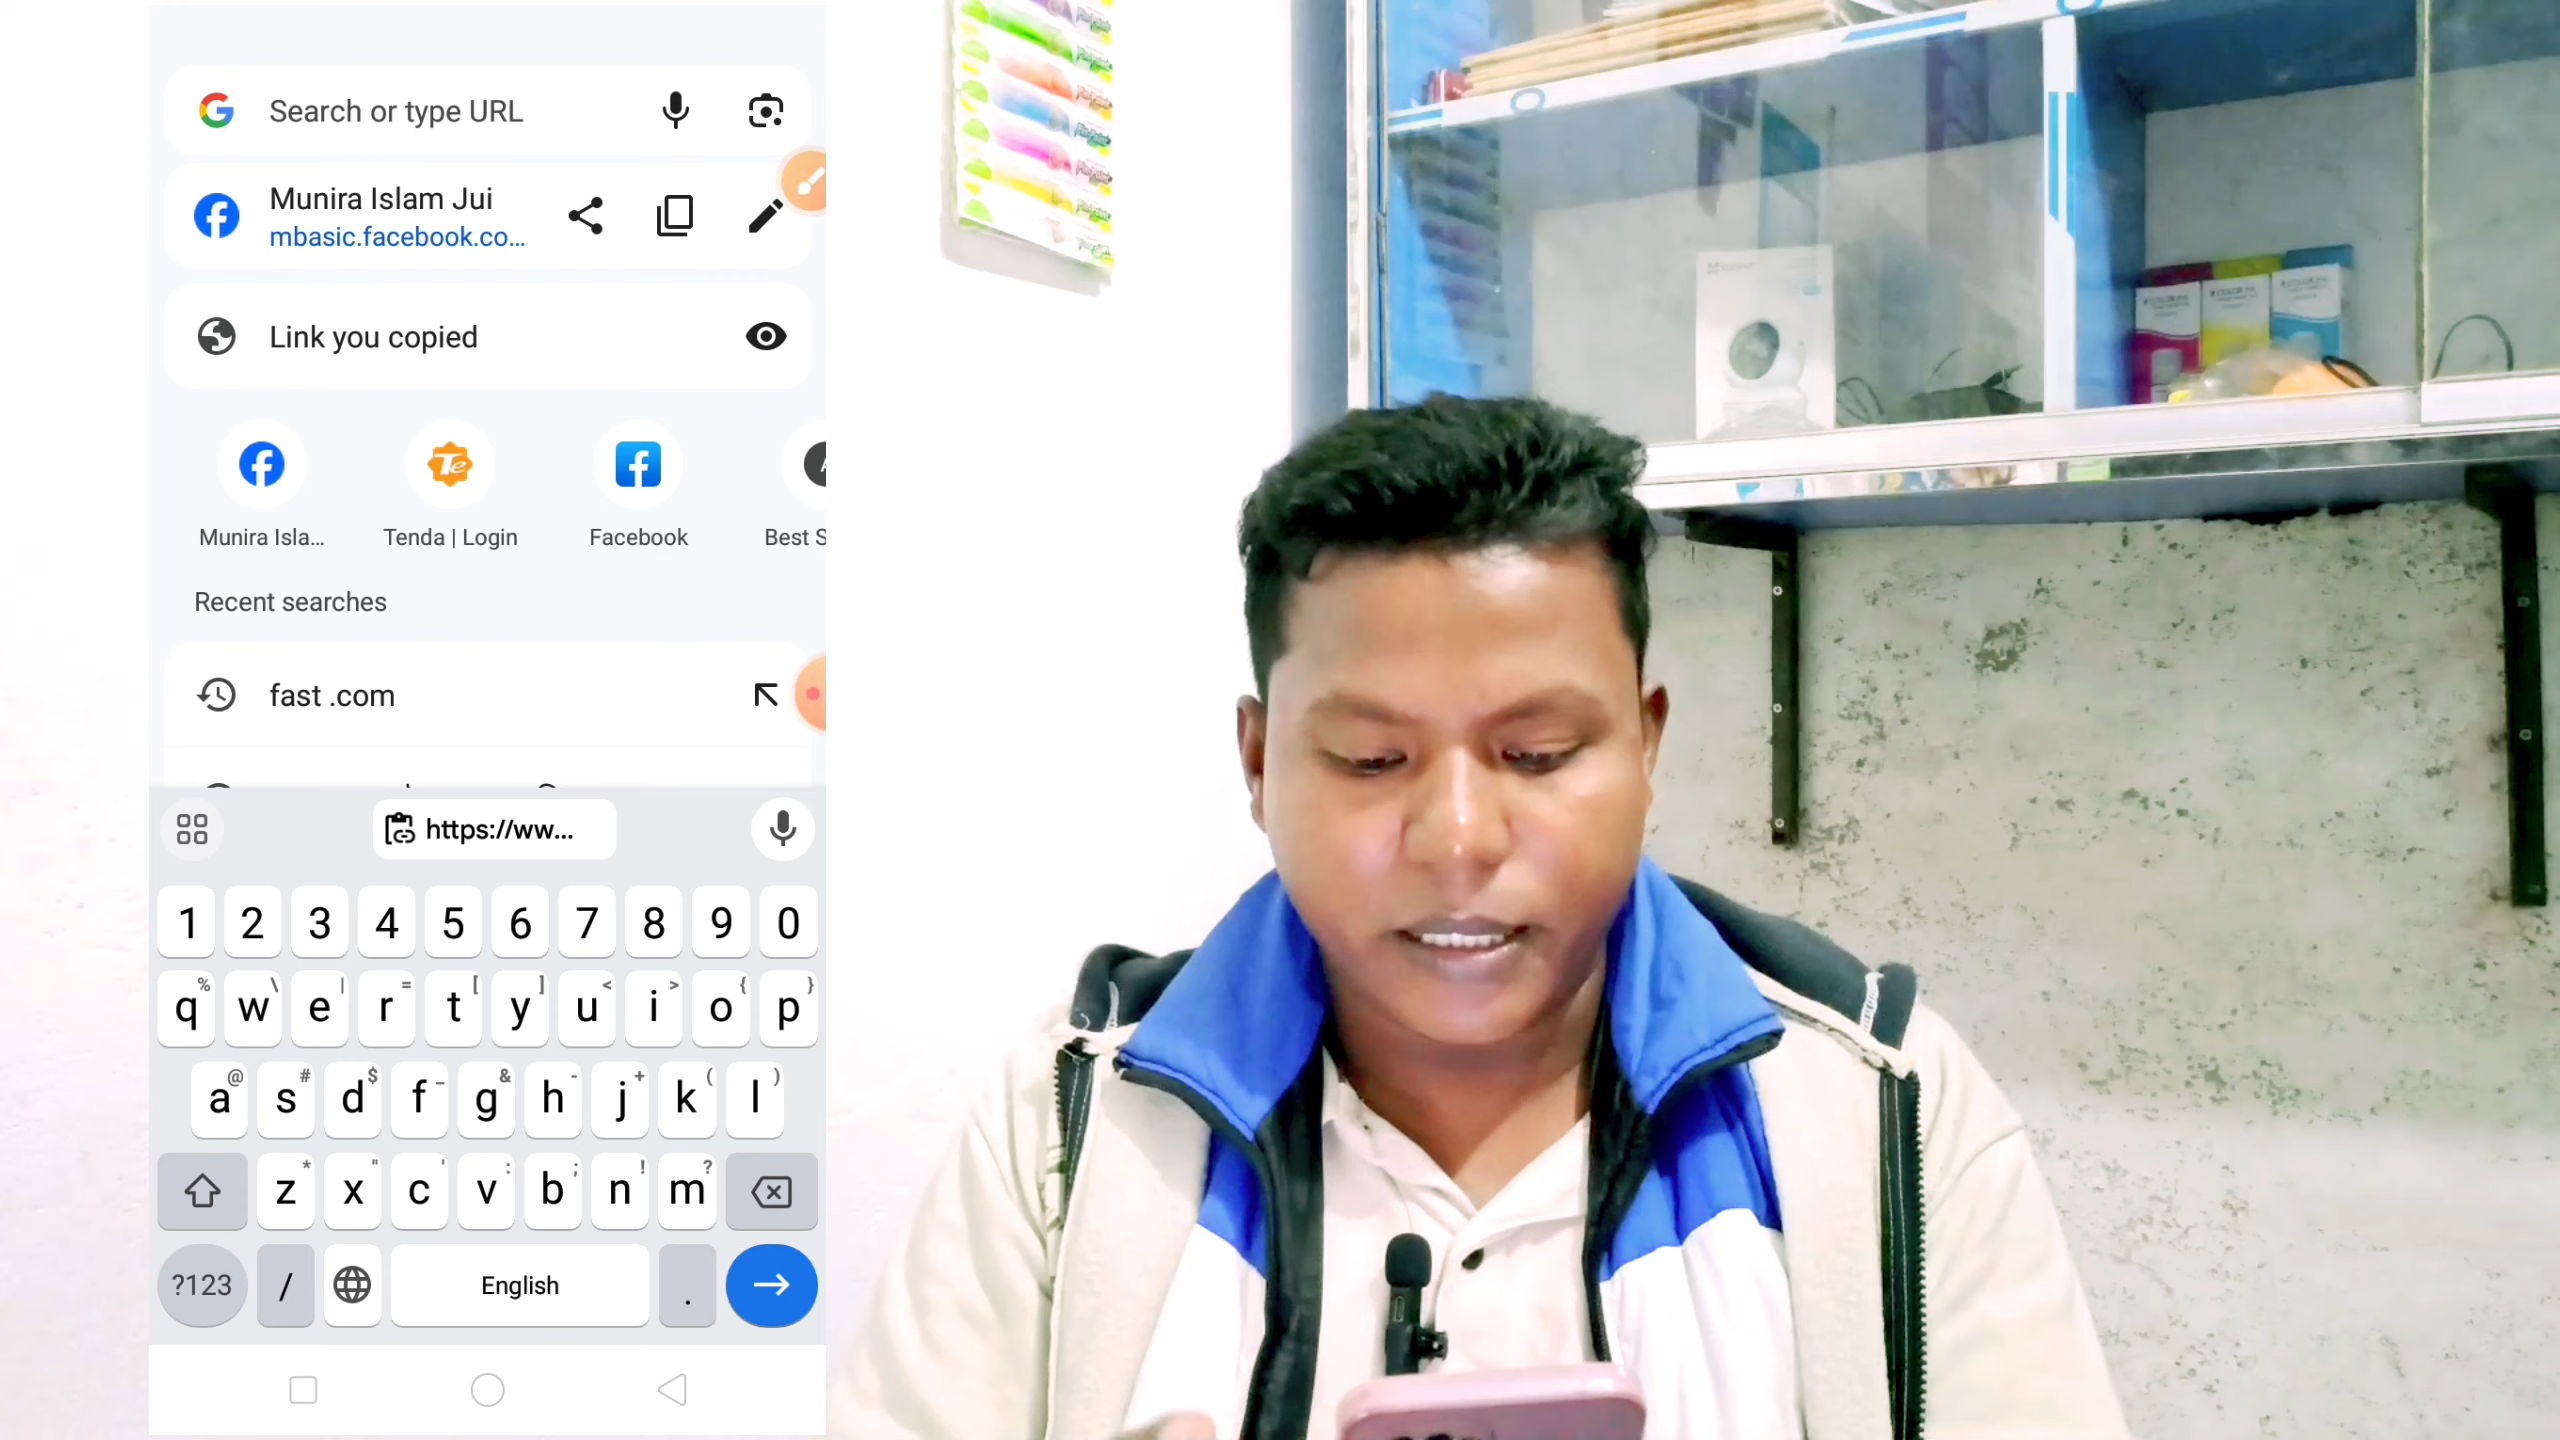 Search or type URL
Munira Islam Jui
mbasic.facebook.co...
Link you copied
Munira Isla...
Tenda | Login
Facebook
Best S
Recent searches
fast .com
https://ww...
1 2 3 4 5 6 7 8 9 0
q w e r t y u i o p
a s d f g h j k l
z x c v b n m
?123 / English .